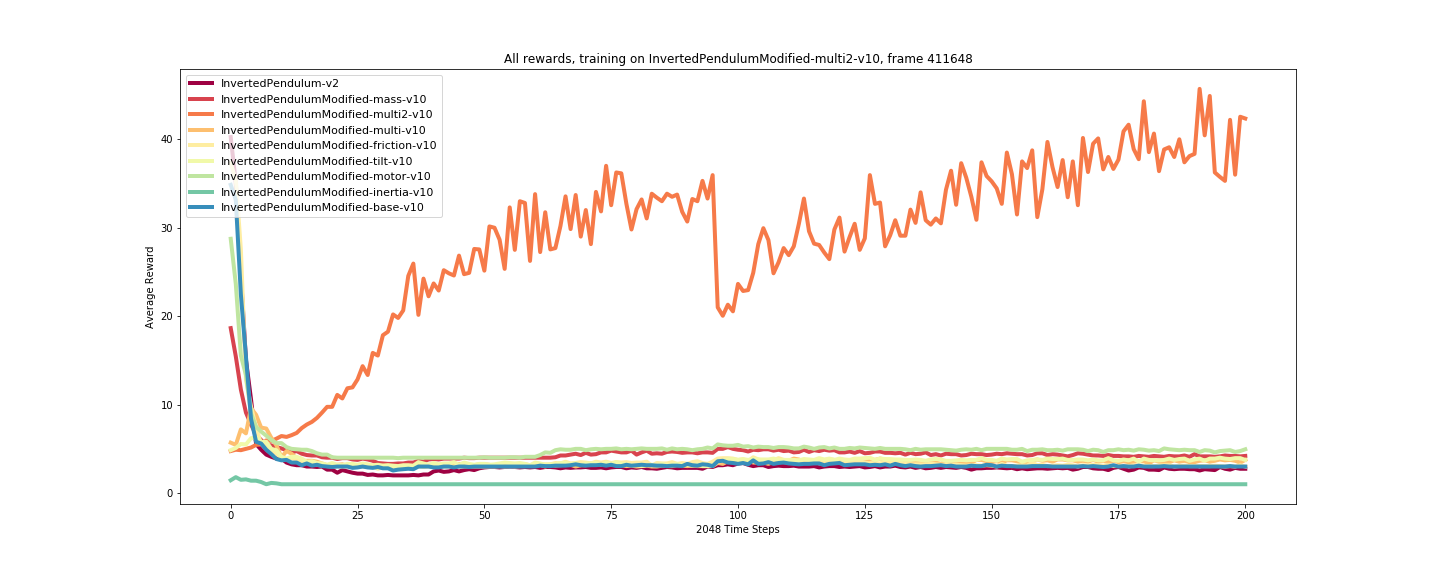 All rewards, training on InvertedPendulumModified-multi2-v10, frame 411648
InvertedPendulum-v2
InvertedPendulumModified-mass-v10
InvertedPendulumModified-multi2-v10
InvertedPendulumModified-multi-v10
InvertedPendulumModified-friction-v10
InvertedPendulumModified-tilt-v10
InvertedPendulumModified-motor-v10
InvertedPendulumModified-inertia-v10
InvertedPendulumModified-base-v10
Average Reward
40
30
20
10
0
0 25 50 75 100 125 150 175 200
2048 Time Steps